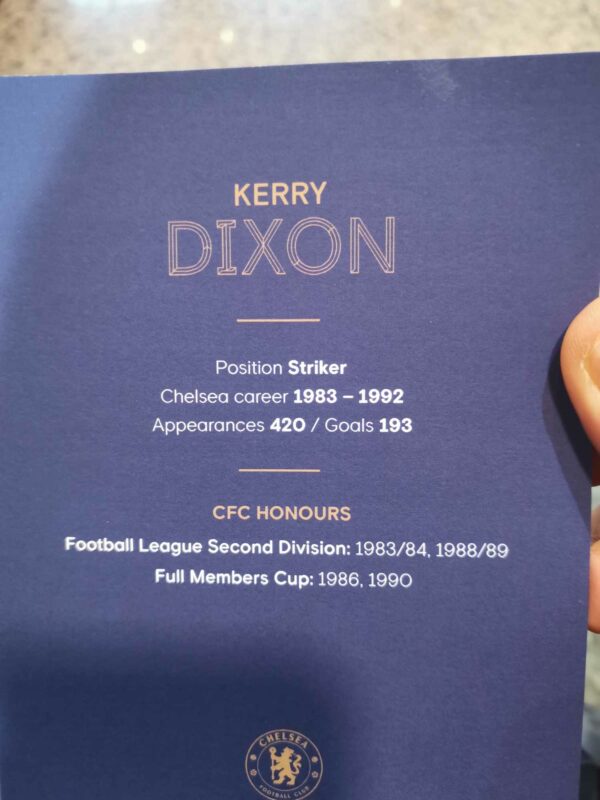 KERRY
DIXON
Position Striker
Chelsea career 1983 – 1992
Appearances 420 / Goals 193
CFC HONOURS
Football League Second Division: 1983/84, 1988/89
Full Members Cup: 1986, 1990
CHELSEA
FOOTBALL CLUB